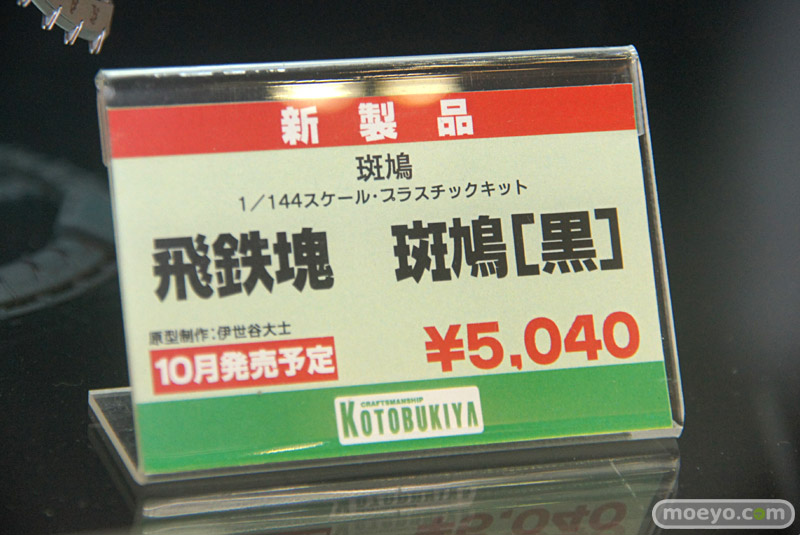 新製品
斑鳩
1/144スケール・プラスチックキット
飛鉄塊 斑鳩[黒]
原型制作:伊世谷大士
10月発売予定
¥5,040
CRAFTSMANSHIP
KOTOBUKIYA
moeyo.com